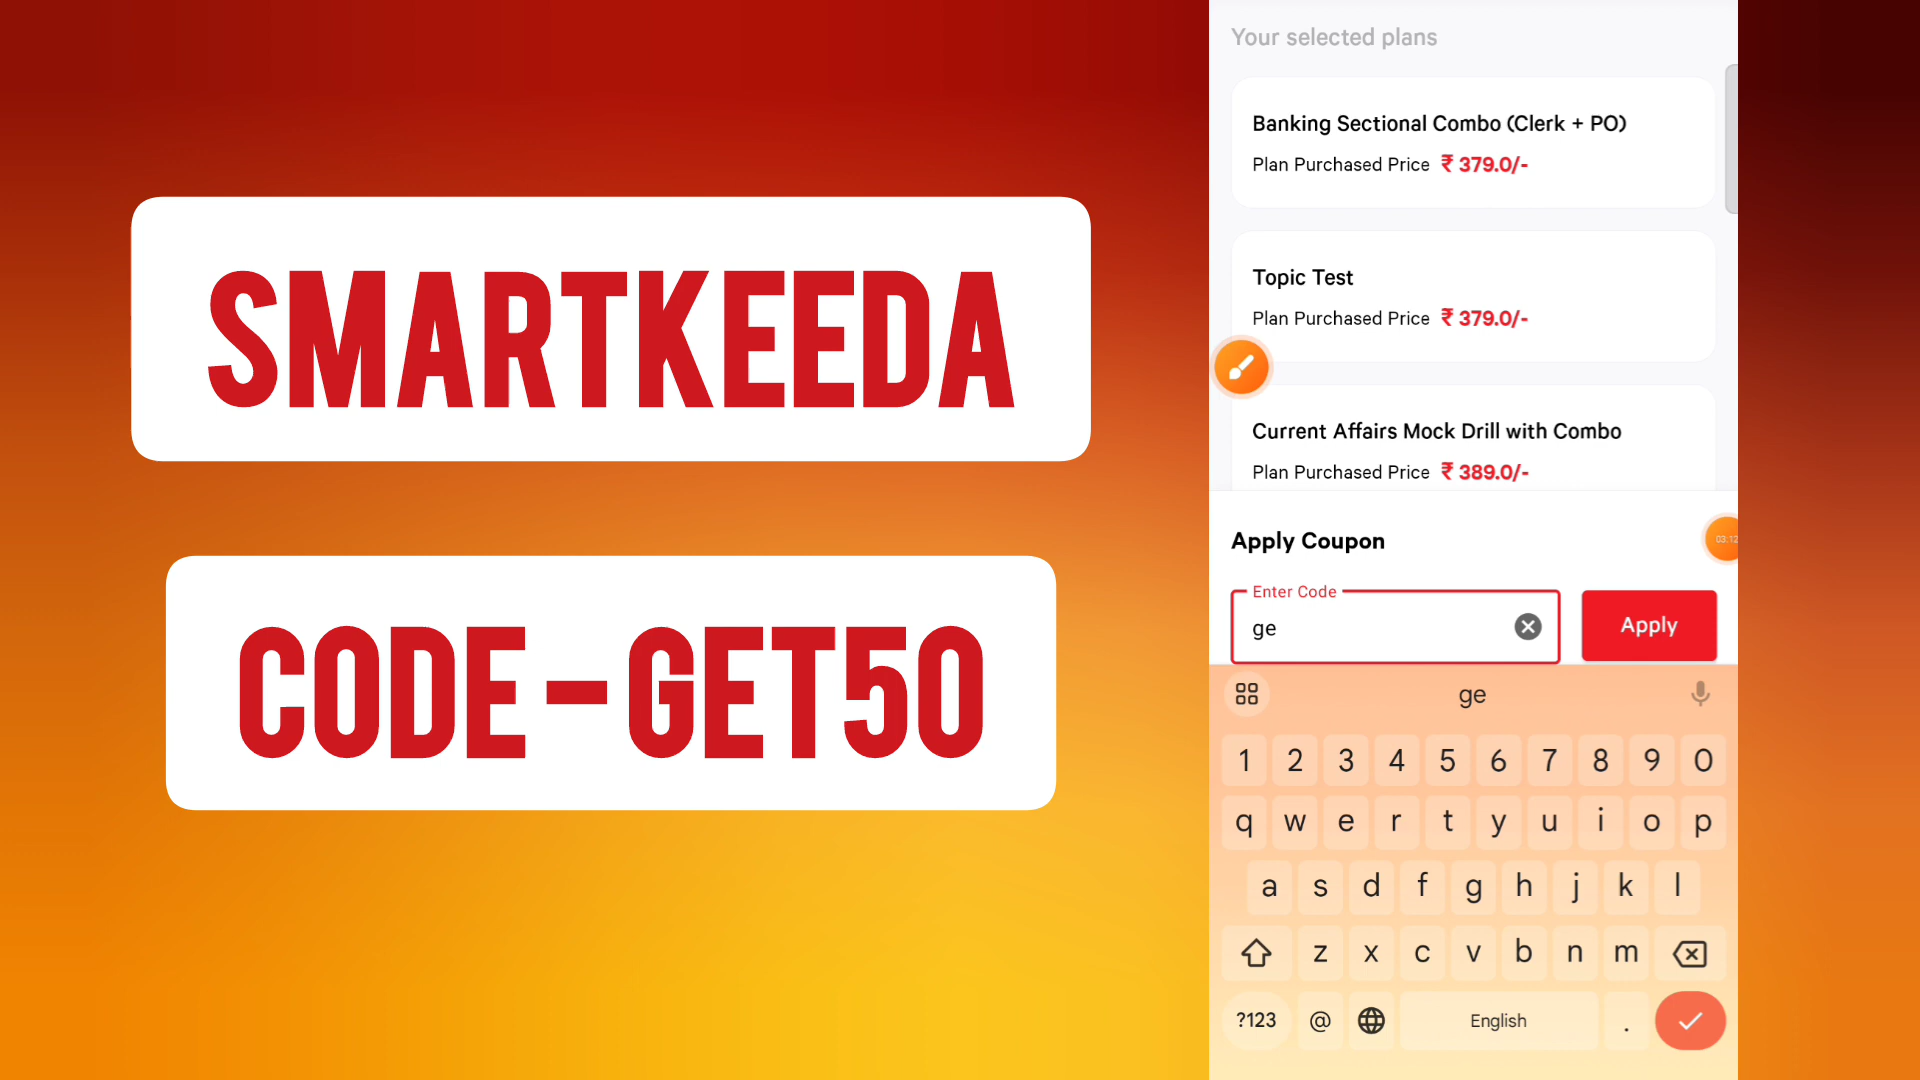 SMARTKEEDA
CODE-GET50
Your selected plans
Banking Sectional Combo (Clerk + PO)
Plan Purchased Price ₹ 379.0/-
Topic Test
Plan Purchased Price ₹ 379.0/-
Current Affairs Mock Drill with Combo
Plan Purchased Price ₹ 389.0/-
Apply Coupon
03:12
Enter Code
ge
Apply
ge
1 2 3 4 5 6 7 8 9 0
q w e r t y u i o p
a s d f g h j k l
z x c v b n m
?123 @ English .